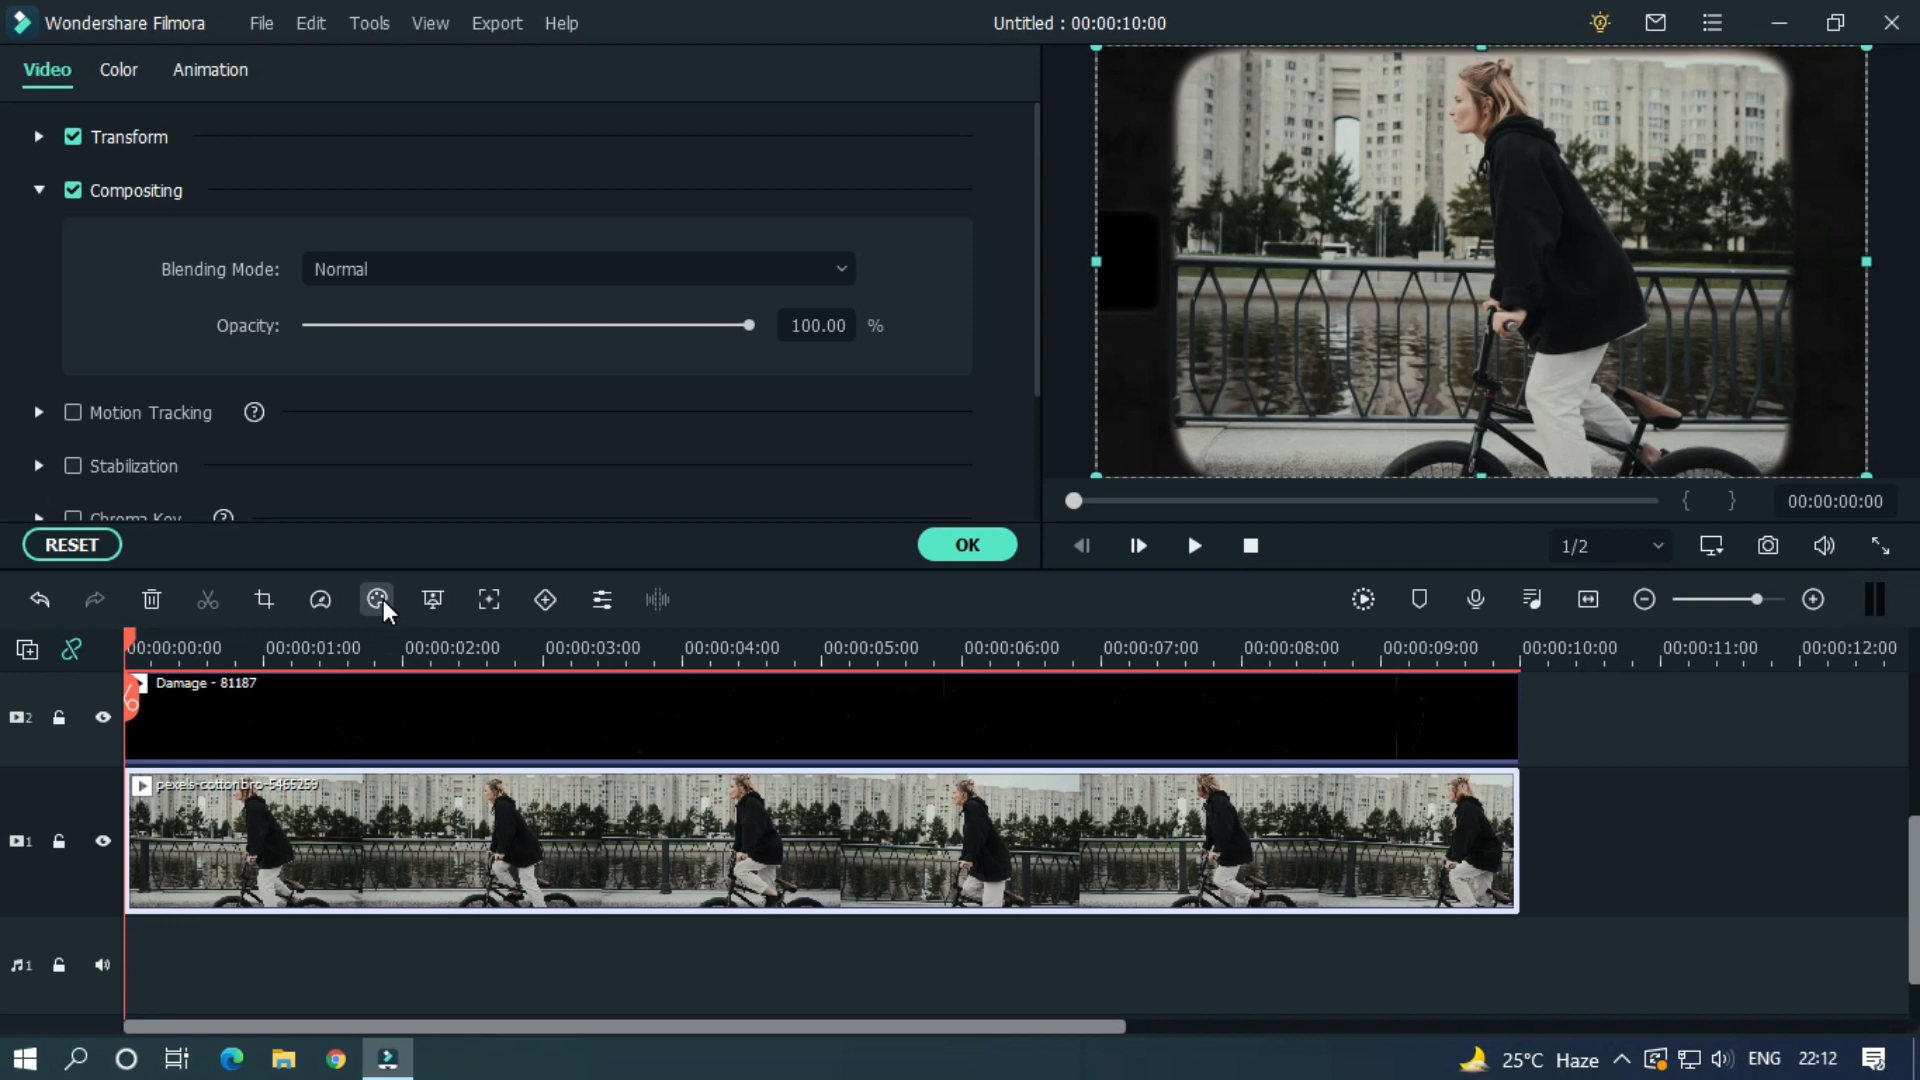 Wondershare Filmora File Edit Tools View Export Help Untitled : 00:00:10:00
Video Color Animation
Transform
Compositing
Blending Mode: Normal
Opacity: 100.00 %
Motion Tracking
Stabilization
Chroma Key
00:00:00:00
RESET OK 1/2
00:00:00:00 00:00:01:00 00:00:02:00 00:00:03:00 00:00:04:00 00:00:05:00 00:00:06:00 00:00:07:00 00:00:08:00 00:00:09:00 00:00:10:00 00:00:11:00 00:00:12:00
Damage - 81187
2
pexels-cottonbro-5465259
1
1
25°C Haze ENG 22:12